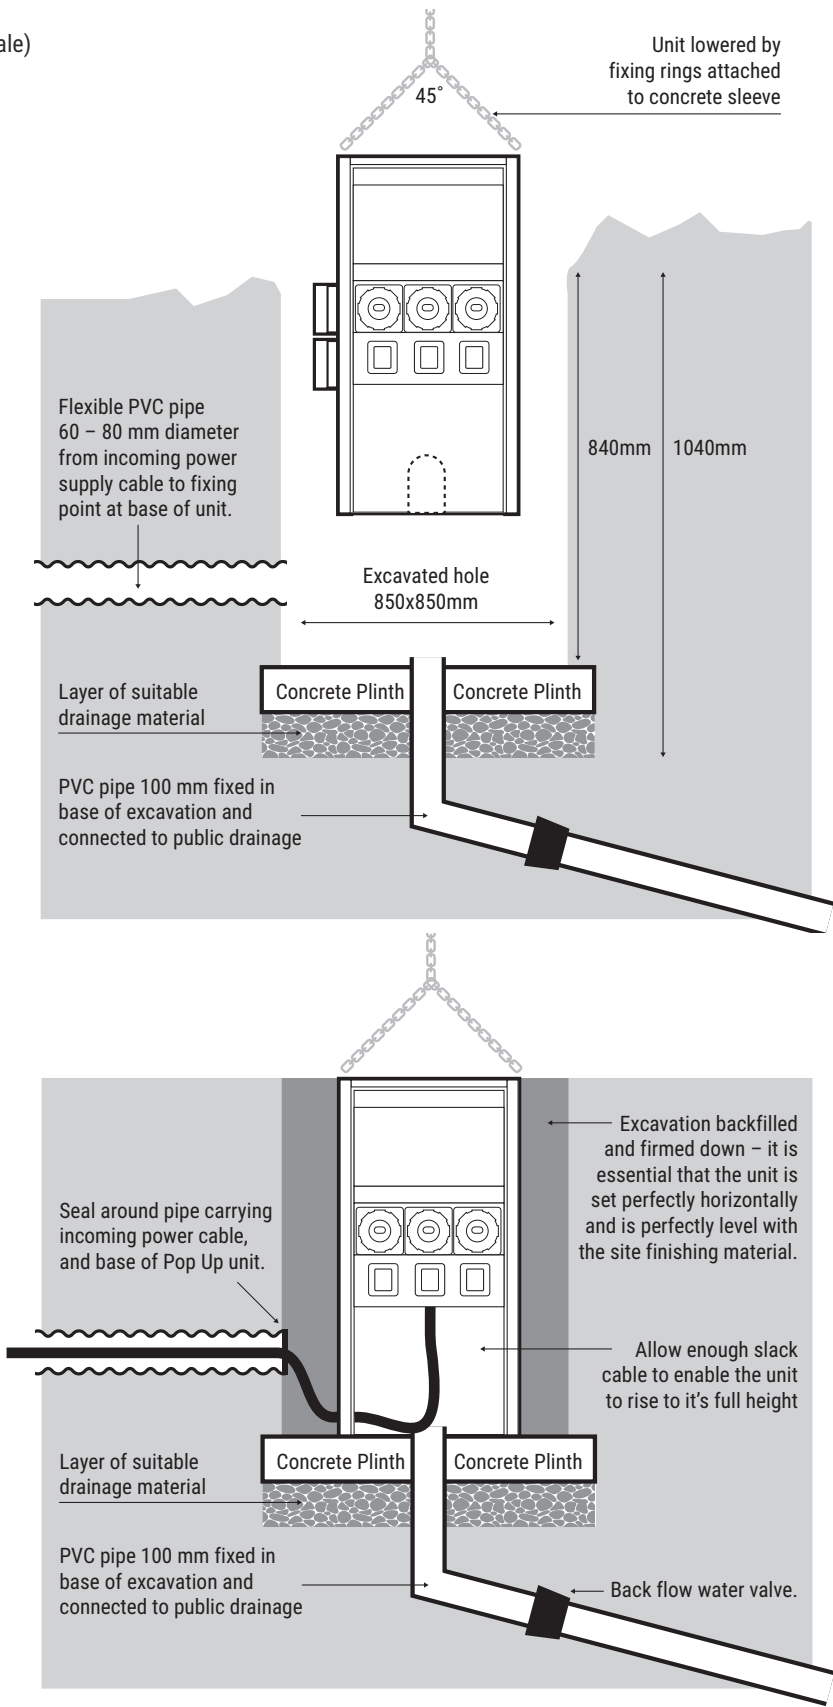 ale)
Unit lowered by
fixing rings attached
to concrete sleeve
45°
Flexible PVC pipe
60 – 80 mm diameter
from incoming power
supply cable to fixing
point at base of unit.
840mm
1040mm
Excavated hole
850x850mm
Layer of suitable
drainage material
Concrete Plinth
Concrete Plinth
PVC pipe 100 mm fixed in
base of excavation and
connected to public drainage
Excavation backfilled
and firmed down – it is
essential that the unit is
set perfectly horizontally
and is perfectly level with
the site finishing material.
Seal around pipe carrying
incoming power cable,
and base of Pop Up unit.
Allow enough slack
cable to enable the unit
to rise to it's full height
Layer of suitable
drainage material
Concrete Plinth
Concrete Plinth
PVC pipe 100 mm fixed in
base of excavation and
connected to public drainage
Back flow water valve.